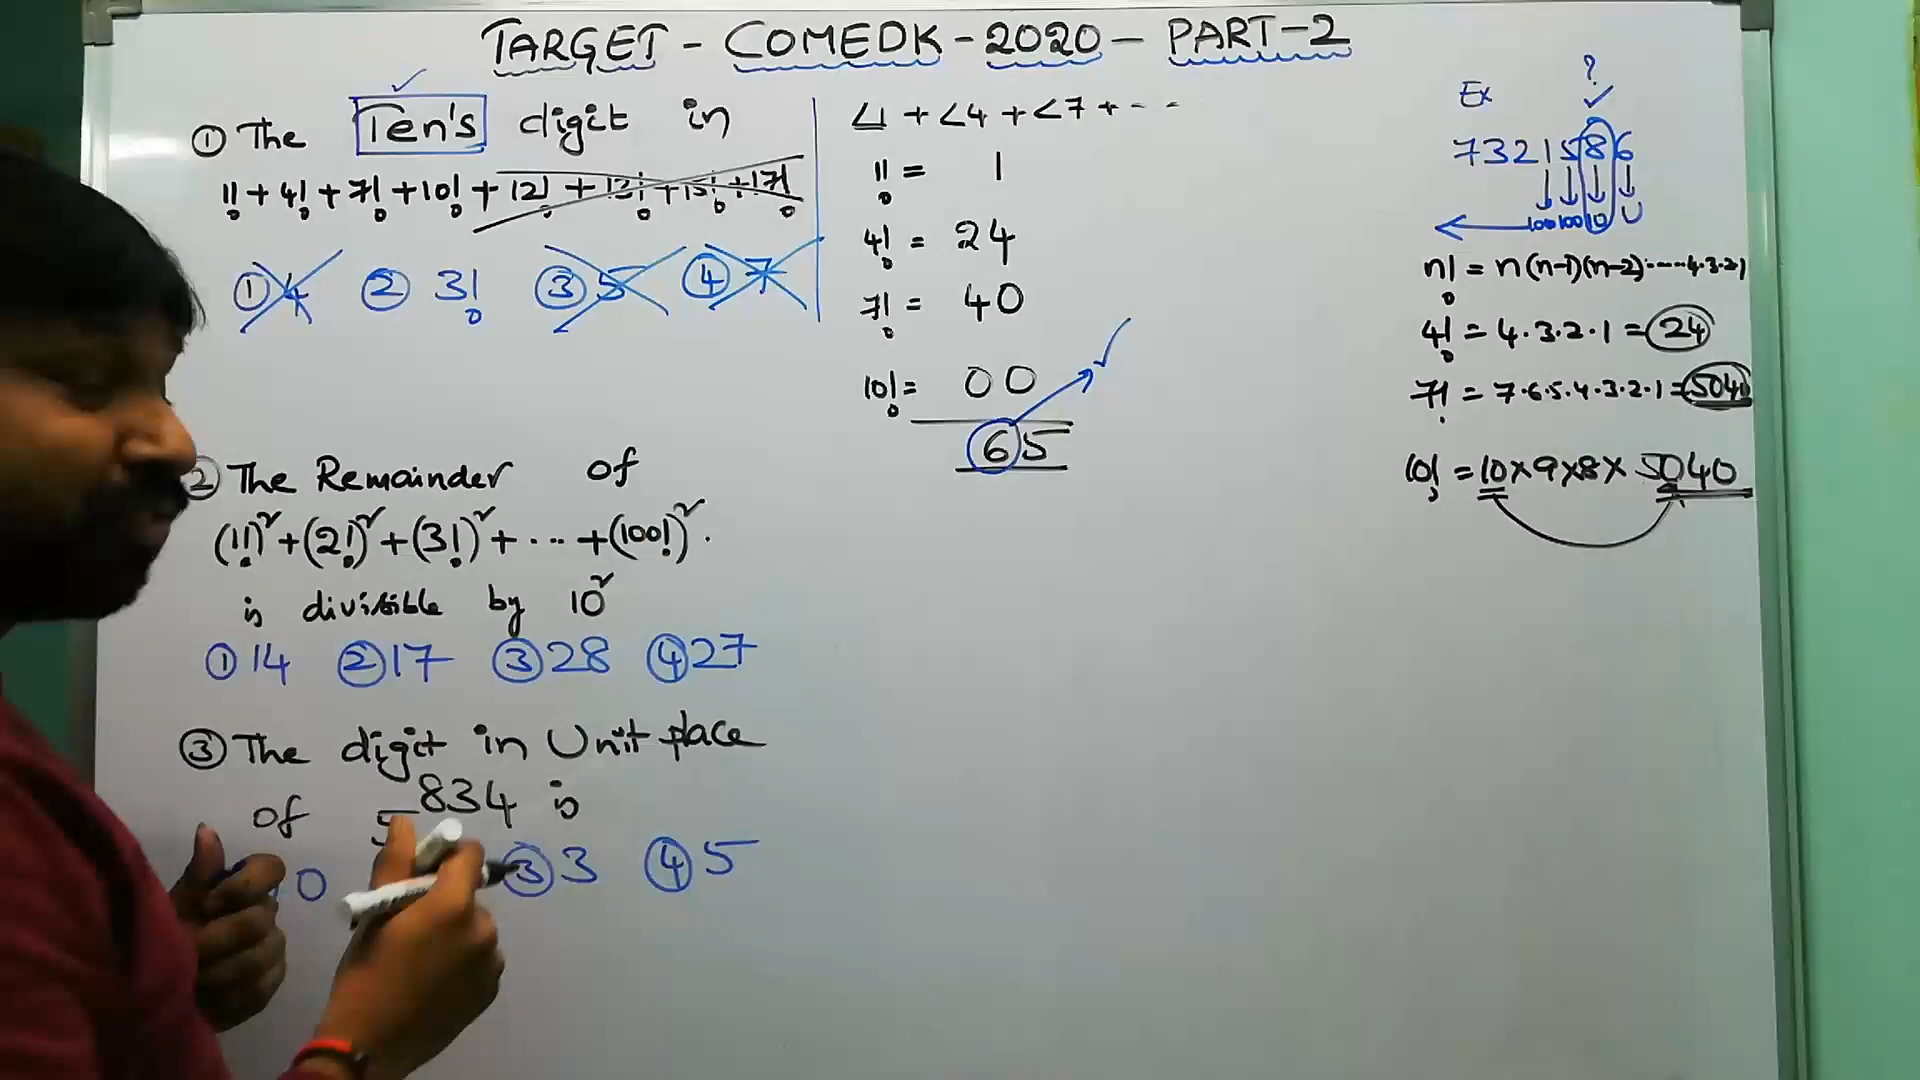 TARGET - COMEDK - 2020 - PART-2
① The Ten's digit in
1! + 4! + 7! + 10! + 12! + 13! + 15! + 17!
① 4 ② 3! ③ 5 ④ 7
② The Remainder of
(1!)² + (2!)² + (3!)² + ... + (100!)².
is divisible by 10²
① 14 ② 17 ③ 28 ④ 27
③ The digit in Unit place
of 5^834 is
0 ③ 3 ④ 5
∠1 + ∠4 + ∠7 + - -
1! = 1
4! = 24
7! = 40
10! = 00
65
?
Ex
7321586
100 100 10 U
n! = n(n-1)(n-2)·····4.3.2.1
4! = 4·3·2·1 = 24
7! = 7·6·5·4·3·2·1 = 5040
10! = 10×9×8× 5040